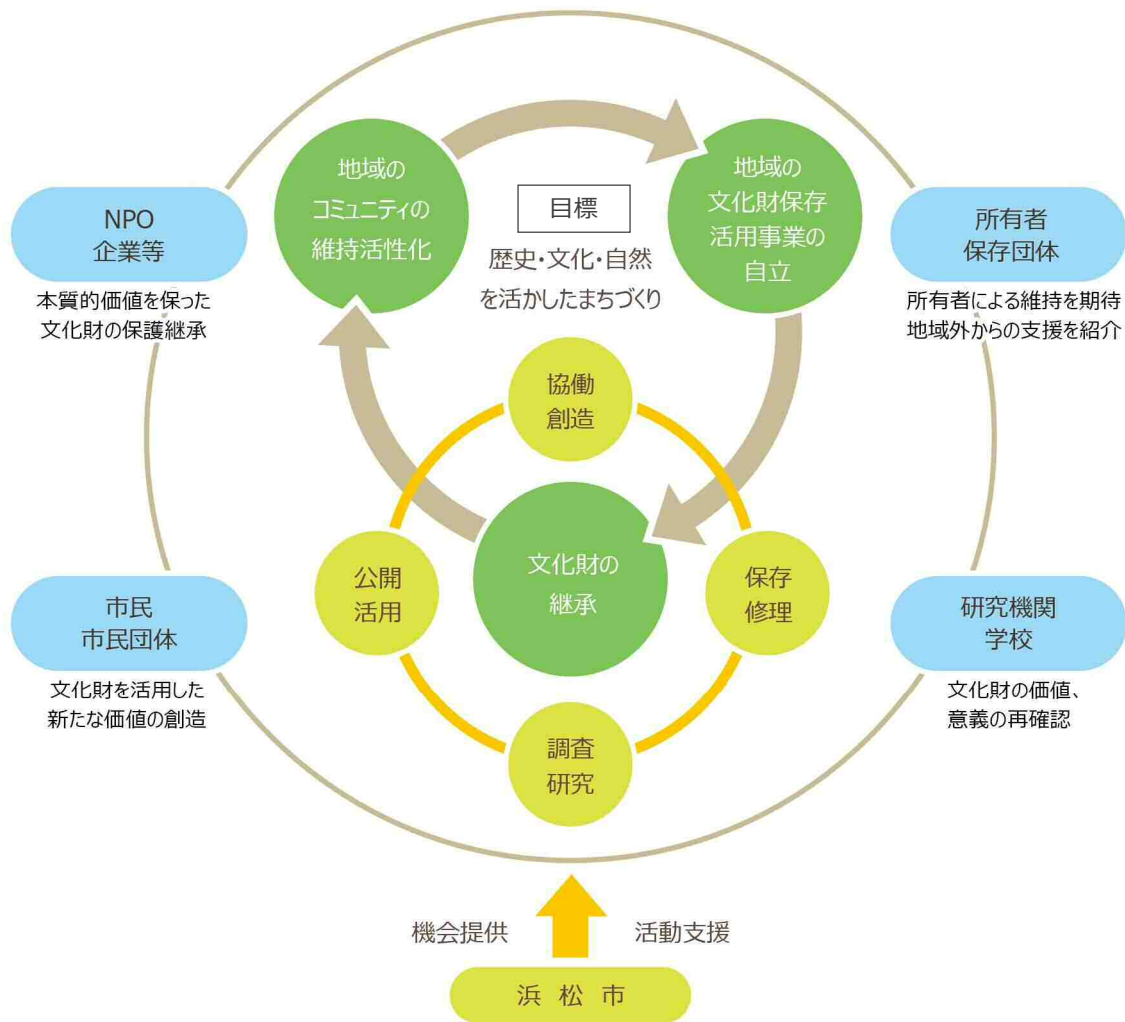 地域の
コミュニティの
維持活性化
地域の
文化財保存
活用事業の
自立
目標
歴史・文化・自然
を活かしたまちづくり
NPO
企業等
本質的価値を保った
文化財の保護継承
所有者
保存団体
所有者による維持を期待
地域外からの支援を紹介
協働
創造
公開
活用
文化財の
継承
保存
修理
調査
研究
市民
市民団体
文化財を活用した
新たな価値の創造
研究機関
学校
文化財の価値、
意義の再確認
機会提供
活動支援
浜 松 市